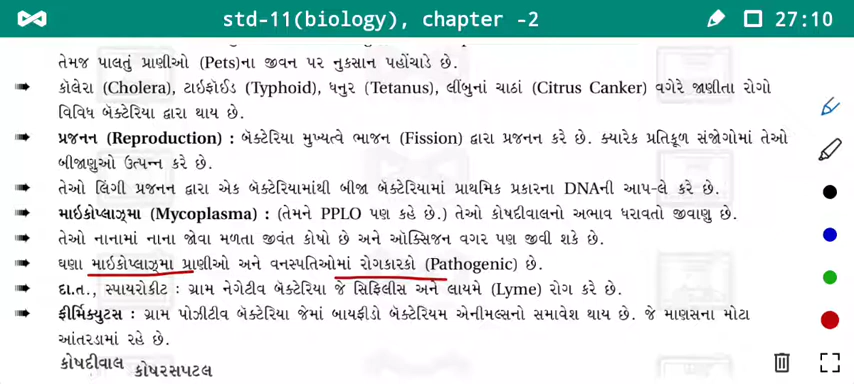 std-11(biology), chapter -2
27:10
તેમજ પાલતું પ્રાણીઓ (Pets)ના જીવન પર નુકસાન પહોંચાડે છે.
કૉલેરા (Cholera), ટાઇફૉઈડ (Typhoid), ધનુર (Tetanus), લીંબુનાં ચાઠાં (Citrus Canker) વગેરે જાણીતા રોગો
વિવિધ બૅક્ટેરિયા દ્વારા થાય છે.
પ્રજનન (Reproduction) : બૅક્ટેરિયા મુખ્યત્વે ભાજન (Fission) દ્વારા પ્રજનન કરે છે. ક્યારેક પ્રતિકૂળ સંજોગોમાં તેઓ
બીજાણુઓ ઉત્પન્ન કરે છે.
તેઓ લિંગી પ્રજનન દ્વારા એક બૅક્ટેરિયામાંથી બીજા બૅક્ટેરિયામાં પ્રાથમિક પ્રકારના DNAની આપ-લે કરે છે.
માઇકોપ્લાઝ્મા (Mycoplasma) : (તેમને PPLO પણ કહે છે.) તેઓ કોષદીવાલનો અભાવ ધરાવતો જીવાણુ છે.
તેઓ નાનામાં નાના જોવા મળતા જીવંત કોષો છે અને ઑક્સિજન વગર પણ જીવી શકે છે.
ઘણા માઇકોપ્લાઝ્મા પ્રાણીઓ અને વનસ્પતિઓમાં રોગકારકો (Pathogenic) છે.
દા.ત., સ્પાયરોકીટ : ગ્રામ નેગેટીવ બૅક્ટેરિયા જે સિફિલીસ અને લાયમે (Lyme) રોગ કરે છે.
ફીર્મિક્યુટસ : ગ્રામ પોઝીટીવ બૅક્ટેરિયા જેમાં બાયફીડો બૅક્ટેરિયમ એનીમલ્સનો સમાવેશ થાય છે. જે માણસના મોટા
આંતરડામાં રહે છે.
કોષદીવાલ કોષરસપટલ